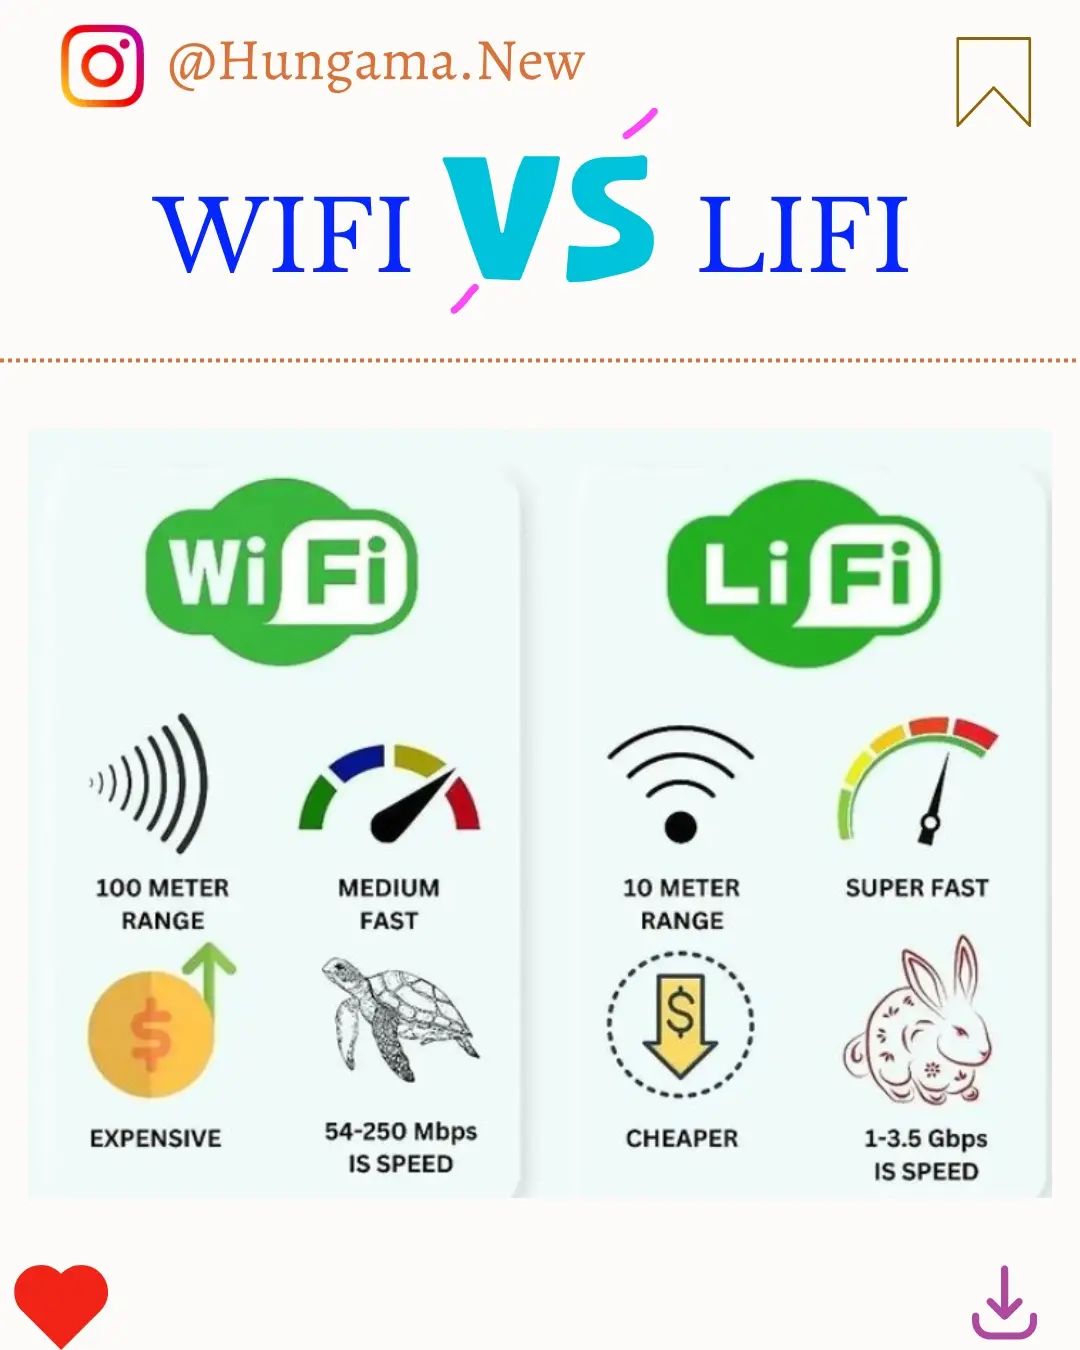 @Hungama.New
WIFI VS LIFI
WiFi
LiFi
100 METER
RANGE
MEDIUM
FAST
10 METER
RANGE
SUPER FAST
$
$
EXPENSIVE
54-250 Mbps
IS SPEED
CHEAPER
1-3.5 Gbps
IS SPEED